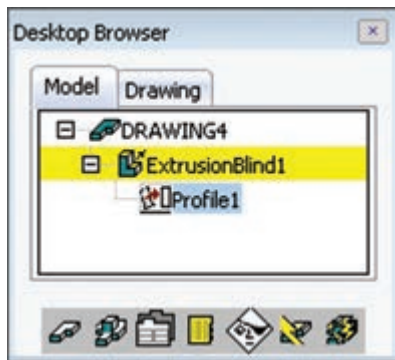 Desktop Browser
Model Drawing
DRAWING4
ExtrusionBlind1
Profile1